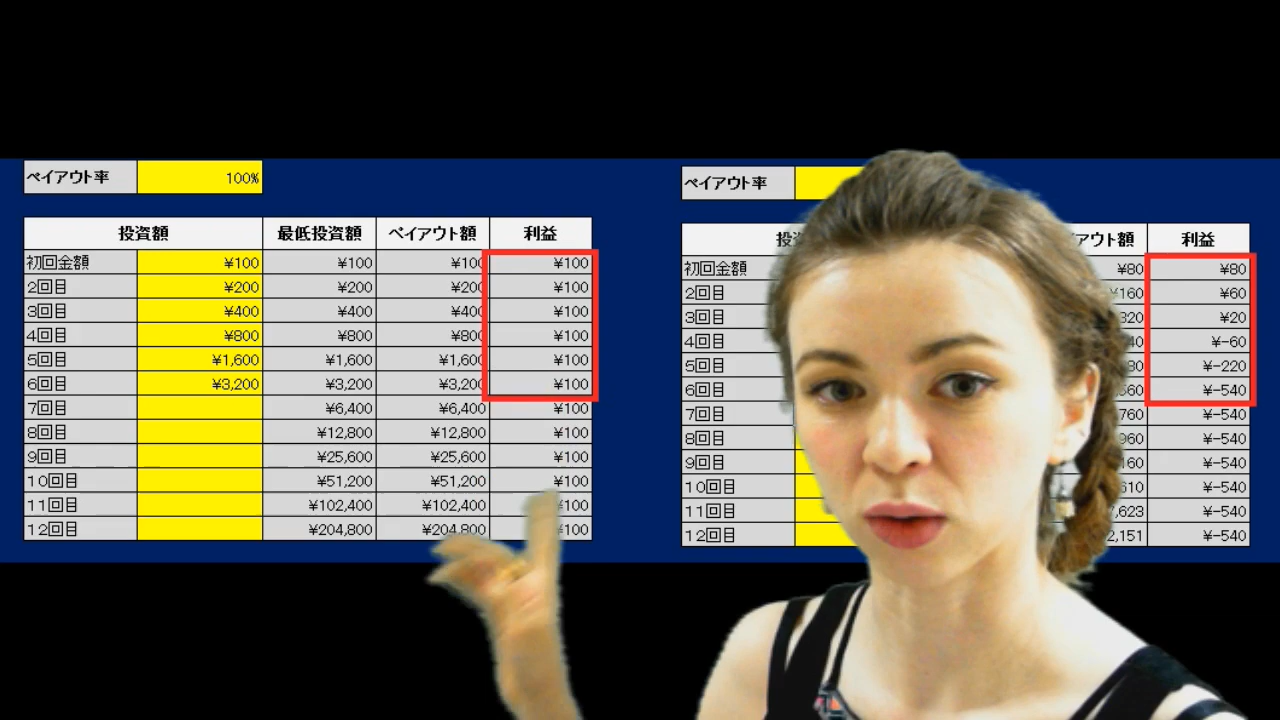 ペイアウト率 100%
投資額 最低投資額 ペイアウト額 利益
初回金額 ¥100 ¥100 ¥100 ¥100
2回目 ¥200 ¥200 ¥200 ¥100
3回目 ¥400 ¥400 ¥400 ¥100
4回目 ¥800 ¥800 ¥800 ¥100
5回目 ¥1,600 ¥1,600 ¥1,600 ¥100
6回目 ¥3,200 ¥3,200 ¥3,200 ¥100
7回目 ¥6,400 ¥6,400 ¥100
8回目 ¥12,800 ¥12,800 ¥100
9回目 ¥25,600 ¥25,600 ¥100
10回目 ¥51,200 ¥51,200 ¥100
11回目 ¥102,400 ¥102,400 ¥100
12回目 ¥204,800 ¥204,800 ¥100
ペイアウト率
利益
初回金額 ¥80 ¥80
2回目 ¥160 ¥60
3回目 ¥20
4回目 ¥-60
5回目 ¥-220
6回目 ¥-540
7回目 ¥-540
8回目 ¥-540
9回目 ¥-540
10回目 ¥-540
11回目 ¥-540
12回目 ¥-540